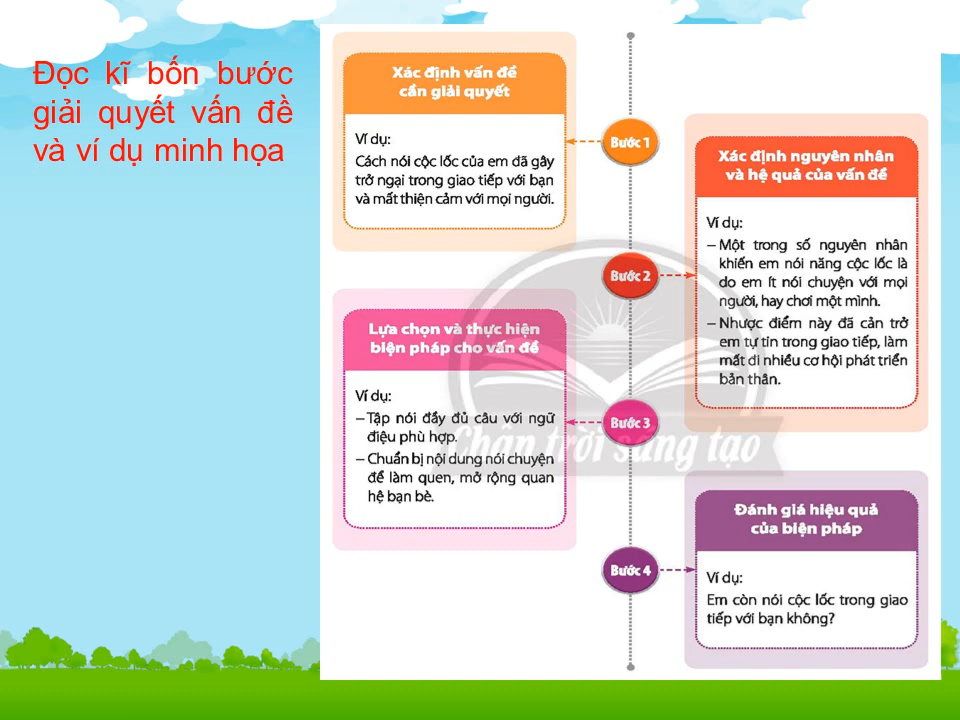 Đọc kĩ bốn bước
giải quyết vấn đề
và ví dụ minh họa
Xác định vấn đề
cần giải quyết
Ví dụ:
Cách nói cộc lốc của em đã gây
trở ngại trong giao tiếp với bạn
và mất thiện cảm với mọi người.
Bước 1
Bước 2
Xác định nguyên nhân
và hệ quả của vấn đề
Ví dụ:
– Một trong số nguyên nhân
khiến em nói năng cộc lốc là
do em ít nói chuyện với mọi
người, hay chơi một mình.
– Nhược điểm này đã cản trở
em tự tin trong giao tiếp, làm
mất đi nhiều cơ hội phát triển
bản thân.
Lựa chọn và thực hiện
biện pháp cho vấn đề
Ví dụ:
– Tập nói đầy đủ câu với ngữ
điệu phù hợp.
– Chuẩn bị nội dung nói chuyện
để làm quen, mở rộng quan
hệ bạn bè.
Bước 3
Chân trời sáng tạo
Bước 4
Đánh giá hiệu quả
của biện pháp
Ví dụ:
Em còn nói cộc lốc trong giao
tiếp với bạn không?